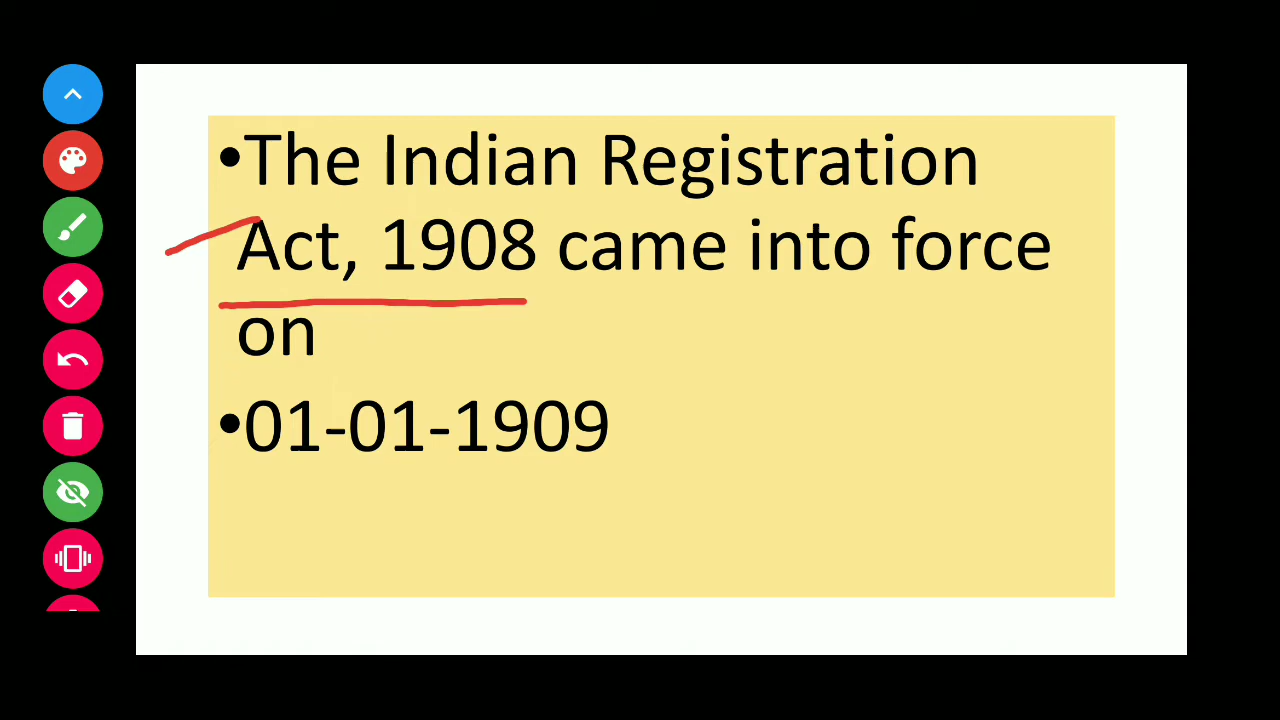 •The Indian Registration
Act, 1908 came into force
on
•01-01-1909